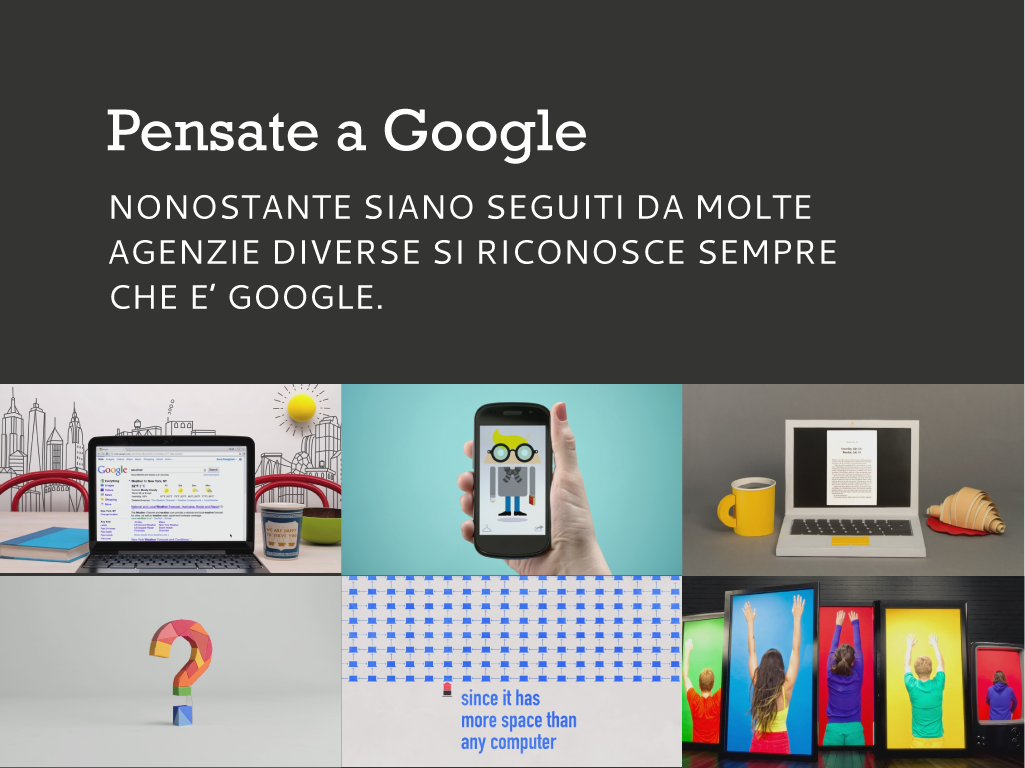 Pensate a Google
NONOSTANTE SIANO SEGUITI DA MOLTE
AGENZIE DIVERSE SI RICONOSCE SEMPRE
CHE E’ GOOGLE.
Google
since it has
more space than
any computer